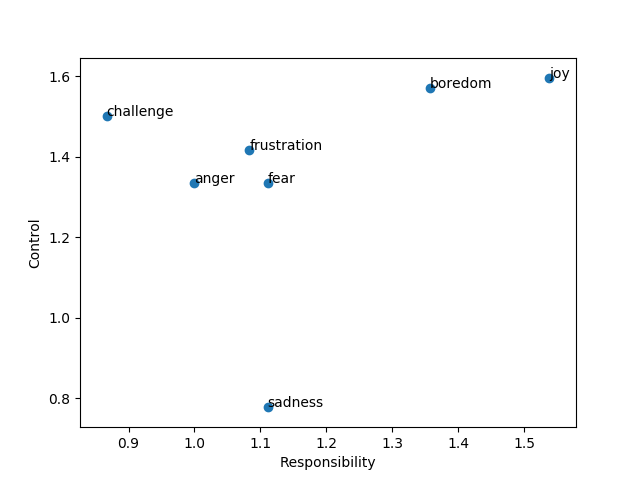 joy
1.6
boredom
challenge
frustration
1.4
anger
fear
1.2
Control
1.0
0.8
sadness
0.9
1.0
1.1
1.2
1.3
1.4
1.5
Responsibility